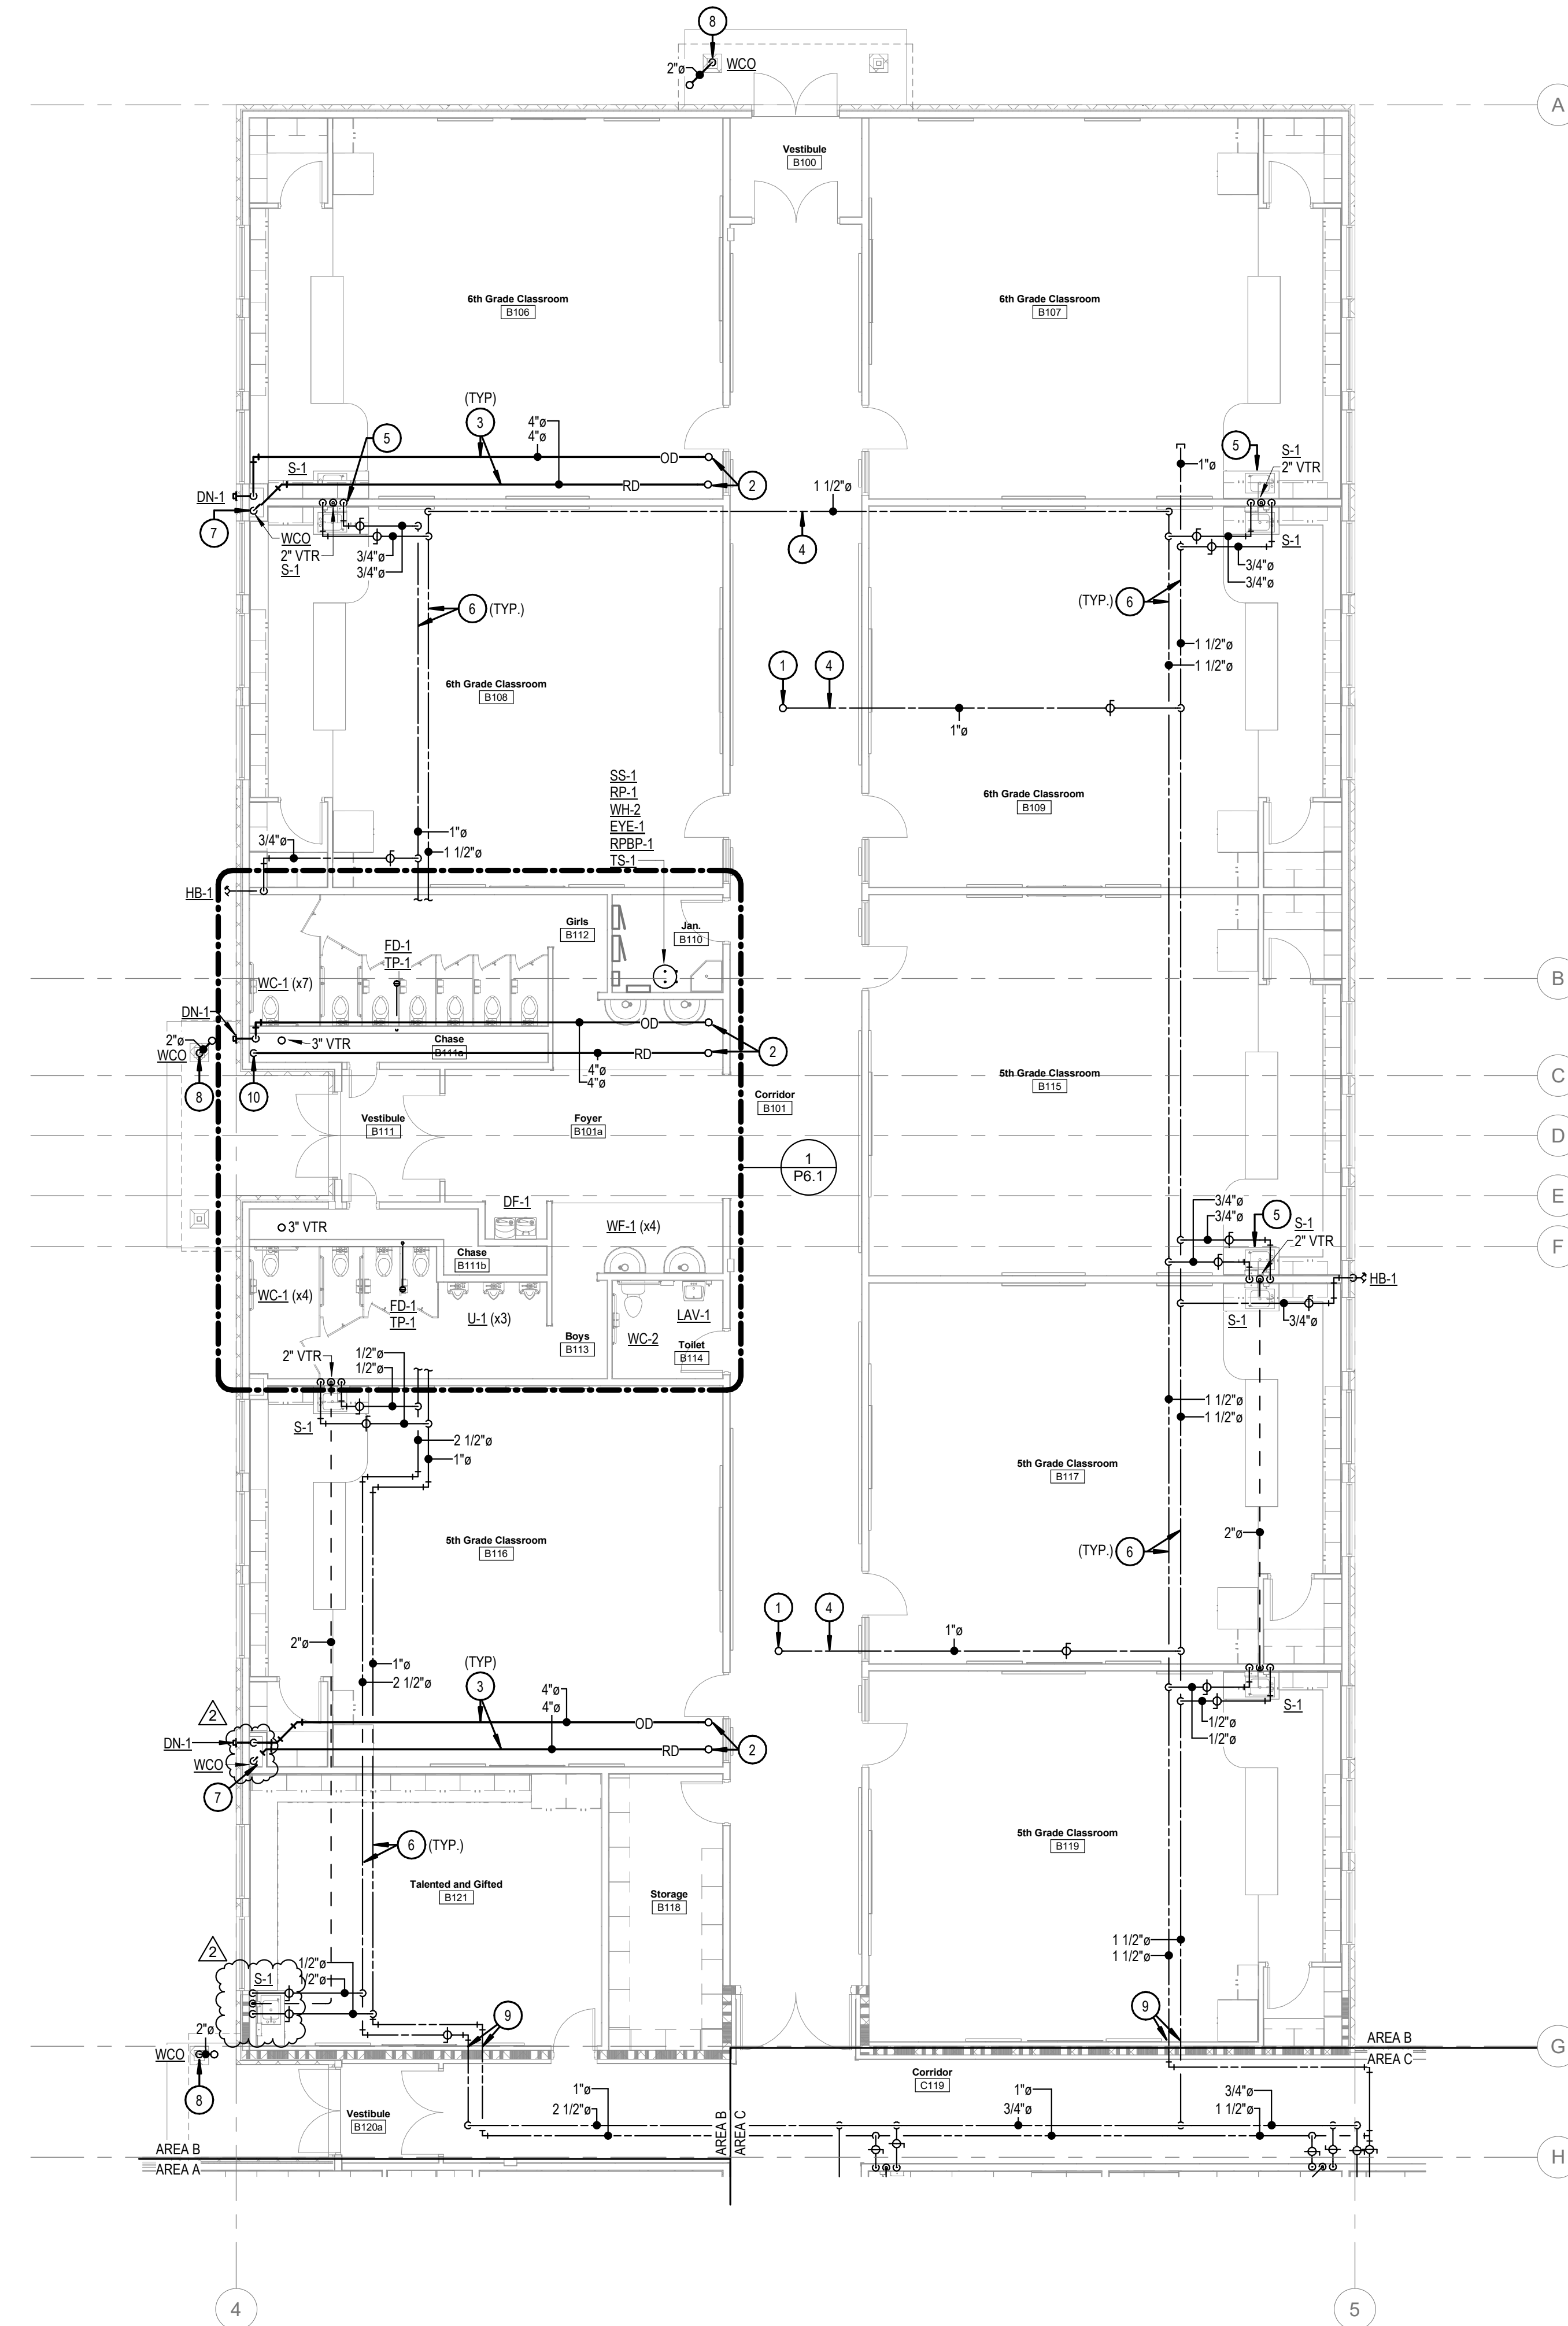 8
2"ø
WCO
A
Vestibule
B100
6th Grade Classroom
B106
6th Grade Classroom
B107
(TYP)
3
4"ø
4"ø
5
OD
S-1
RD
2
DN-1
7
WCO
2" VTR
S-1
3/4"ø
3/4"ø
1 1/2"ø
4
1"ø
5
S-1
2" VTR
S-1
3/4"ø
3/4"ø
6
(TYP.)
(TYP.)
6
1 1/2"ø
1 1/2"ø
1
4
1"ø
6th Grade Classroom
B108
6th Grade Classroom
B109
SS-1
RP-1
WH-2
EYE-1
RPBP-1
TS-1
3/4"ø
1"ø
1 1/2"ø
HB-1
Girls
B112
Jan.
B110
FD-1
TP-1
WC-1 (x7)
B
DN-1
OD
2"ø
WCO
3" VTR
Chase
B111a
RD
2
4"ø
4"ø
8
10
5th Grade Classroom
B115
C
Corridor
B101
Vestibule
B111
Foyer
B101a
D
1
P6.1
E
DF-1
3" VTR
WF-1 (x4)
3/4"ø
3/4"ø
5
S-1
2" VTR
F
Chase
B111b
HB-1
WC-1 (x4)
FD-1
TP-1
U-1 (x3)
WC-2
LAV-1
S-1
3/4"ø
Boys
B113
Toilet
B114
2" VTR
1/2"ø
1/2"ø
S-1
1 1/2"ø
1 1/2"ø
2 1/2"ø
1"ø
5th Grade Classroom
B116
5th Grade Classroom
B117
2"ø
(TYP.)
6
1
4
1"ø
2"ø
1"ø
2 1/2"ø
(TYP)
3
4"ø
4"ø
2
OD
DN-1
RD
2
WCO
7
S-1
1/2"ø
1/2"ø
6
(TYP.)
5th Grade Classroom
B119
Talented and Gifted
B121
Storage
B118
2
1/2"ø
1/2"ø
S-1
1 1/2"ø
1 1/2"ø
9
9
2"ø
WCO
8
AREA B
AREA C
G
Corridor
C119
Vestibule
B120a
1"ø
2 1/2"ø
1"ø
3/4"ø
3/4"ø
1 1/2"ø
AREA B
AREA C
AREA B
AREA A
H
4
5